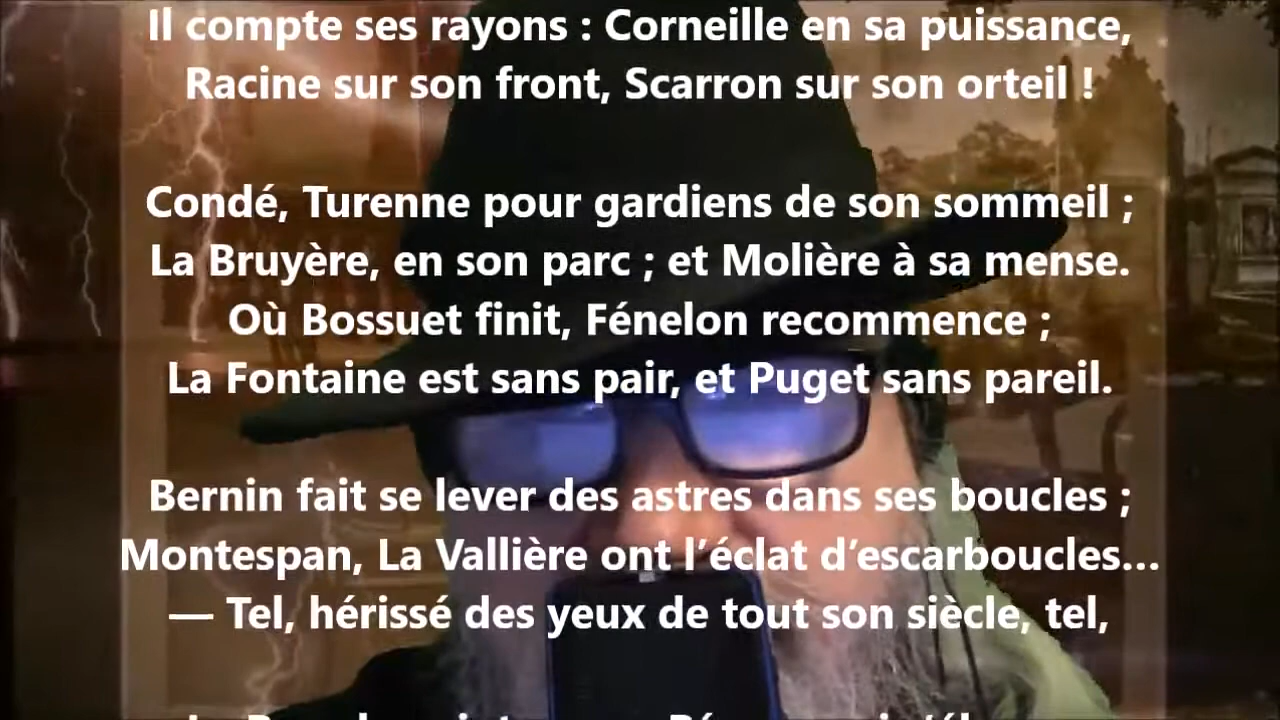 Il compte ses rayons : Corneille en sa puissance,
Racine sur son front, Scarron sur son orteil !
Condé, Turenne pour gardiens de son sommeil ;
La Bruyère, en son parc ; et Molière à sa mense.
Où Bossuet finit, Fénelon recommence ;
La Fontaine est sans pair, et Puget sans pareil.
Bernin fait se lever des astres dans ses boucles ;
Montespan, La Vallière ont l’éclat d’escarboucles...
— Tel, hérissé des yeux de tout son siècle, tel,